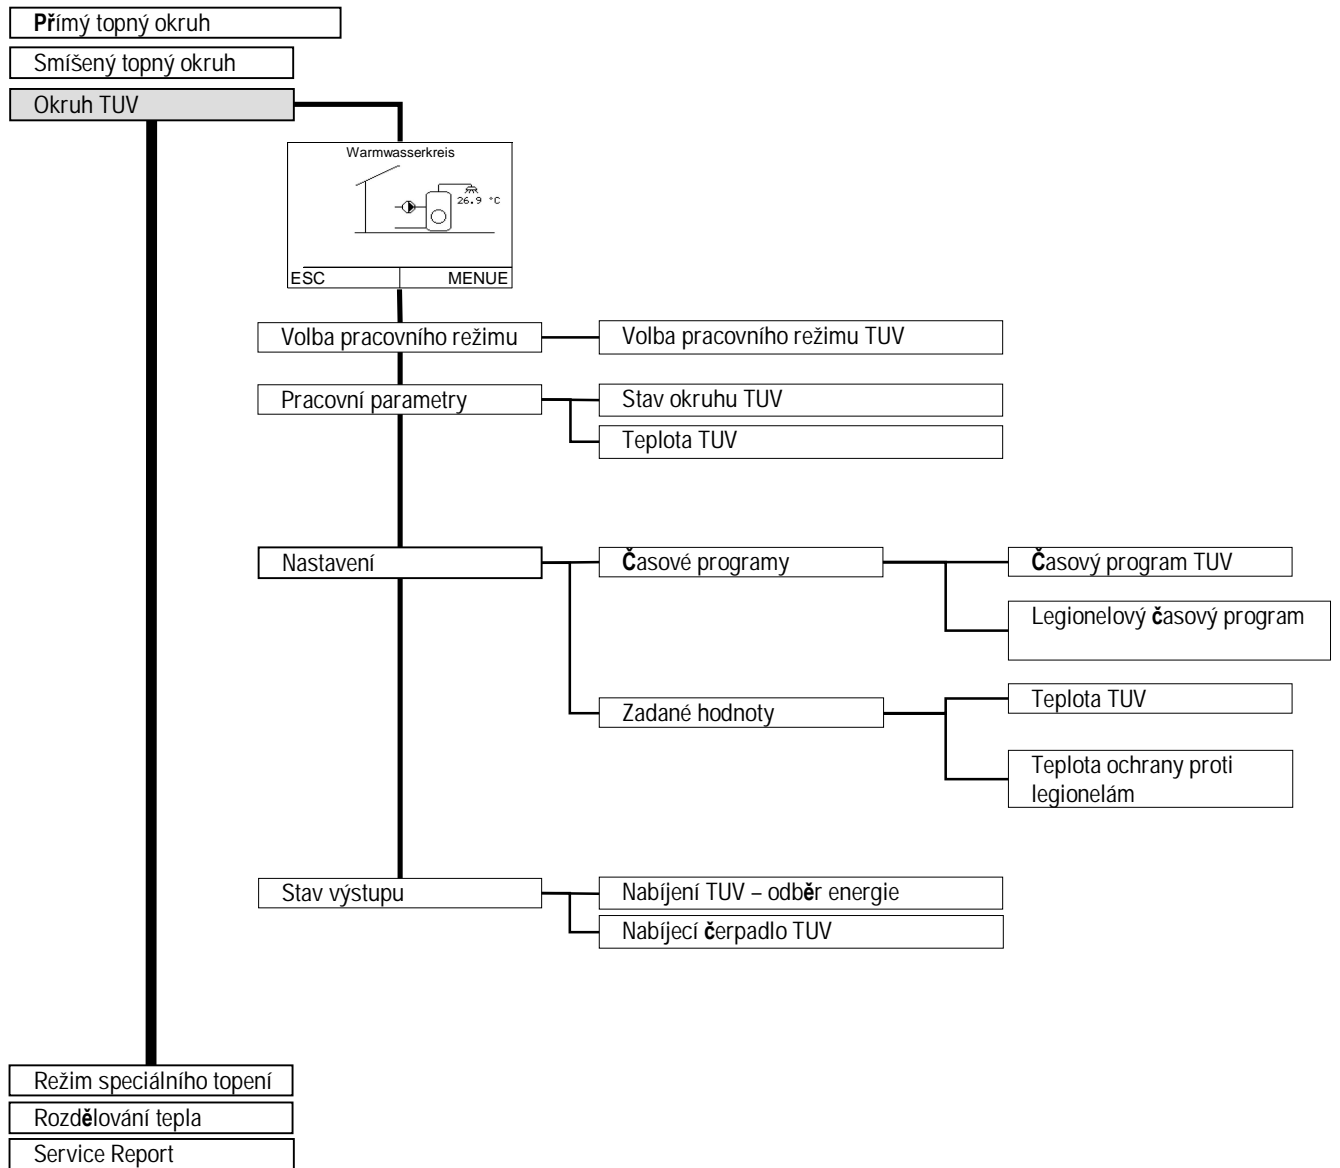 Přímý topný okruh
Smíšený topný okruh
Okruh TUV
Warmwasserkreis
26.9 °C
ESC MENUE
Volba pracovního režimu
Volba pracovního režimu TUV
Pracovní parametry
Stav okruhu TUV
Teplota TUV
Nastavení
Časové programy
Časový program TUV
Legionelový časový program
Zadané hodnoty
Teplota TUV
Teplota ochrany proti
legionelám
Stav výstupu
Nabíjení TUV – odběr energie
Nabíjecí čerpadlo TUV
Režim speciálního topení
Rozdělování tepla
Service Report